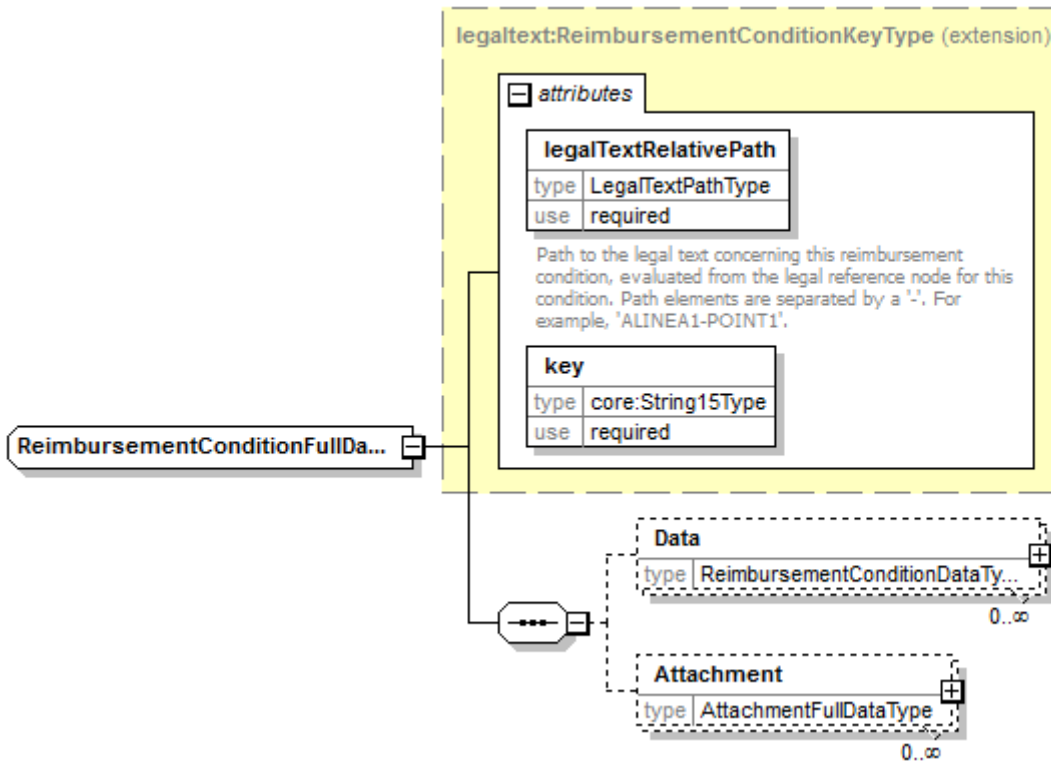 legaltext:ReimbursementConditionKeyType (extension)
attributes
legalTextRelativePath
type LegalTextPathType
use required
Path to the legal text concerning this reimbursement
condition, evaluated from the legal reference node for this
condition. Path elements are separated by a '-'. For
example, 'ALINEA1-POINT1'.
key
type core:String15Type
use required
ReimbursementConditionFullDa...
Data
type ReimbursementConditionDataTy...
0..∞
Attachment
type AttachmentFullDataType
0..∞